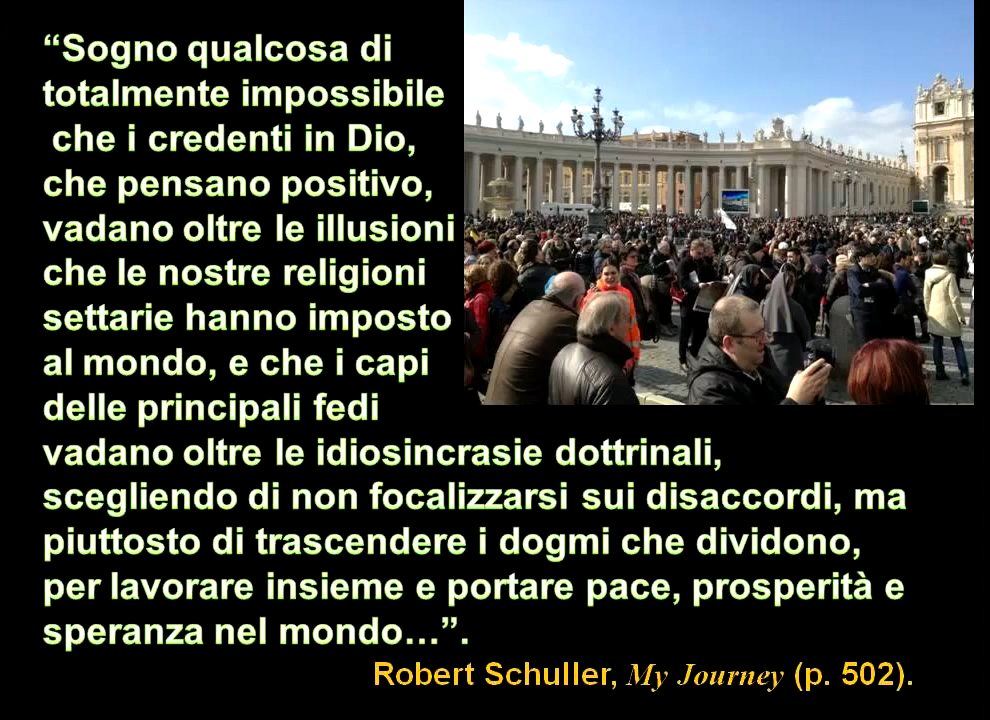 “Sogno qualcosa di
totalmente impossibile
che i credenti in Dio,
che pensano positivo,
vadano oltre le illusioni
che le nostre religioni
settarie hanno imposto
al mondo, e che i capi
delle principali fedi
vadano oltre le idiosincrasie dottrinali,
scegliendo di non focalizzarsi sui disaccordi, ma
piuttosto di trascendere i dogmi che dividono,
per lavorare insieme e portare pace, prosperità e
speranza nel mondo…”.
Robert Schuller, My Journey (p. 502).